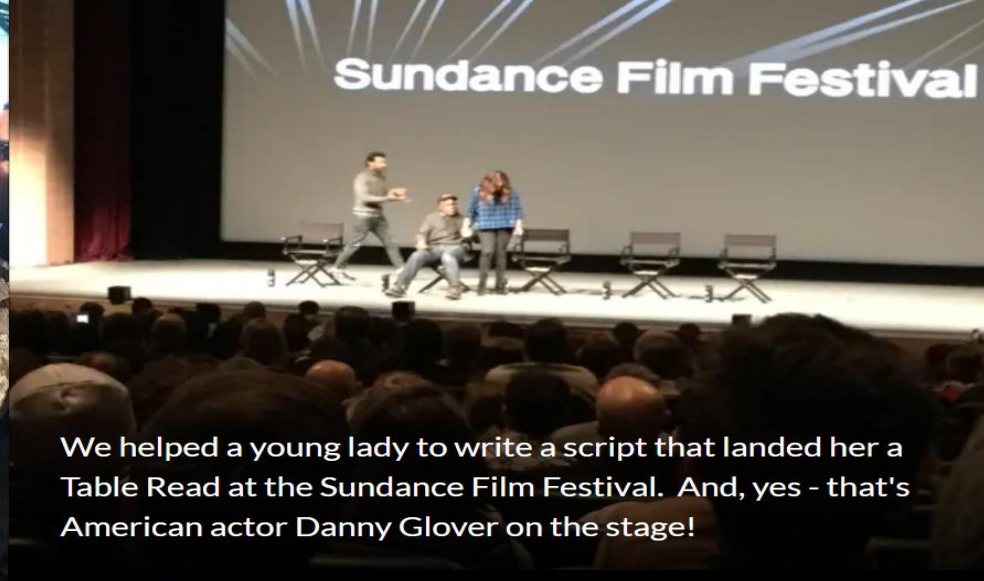 Sundance Film Festival
We helped a young lady to write a script that landed her a
Table Read at the Sundance Film Festival.  And, yes - that's
American actor Danny Glover on the stage!